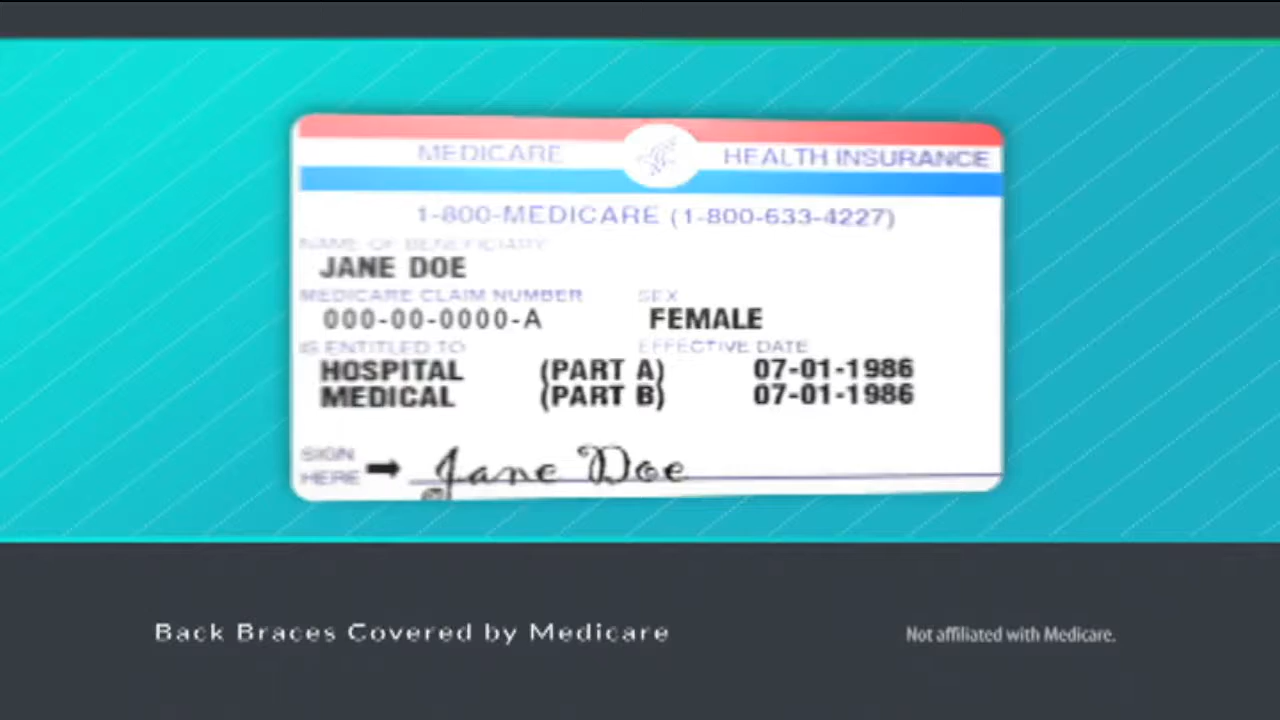 MEDICARE HEALTH INSURANCE
1-800-MEDICARE (1-800-633-4227)
NAME OF BENEFICIARY
JANE DOE
MEDICARE CLAIM NUMBER SEX
000-00-0000-A FEMALE
IS ENTITLED TO EFFECTIVE DATE
HOSPITAL (PART A) 07-01-1986
MEDICAL (PART B) 07-01-1986
SIGN
HERE Jane Doe
Back Braces Covered by Medicare
Not affiliated with Medicare.